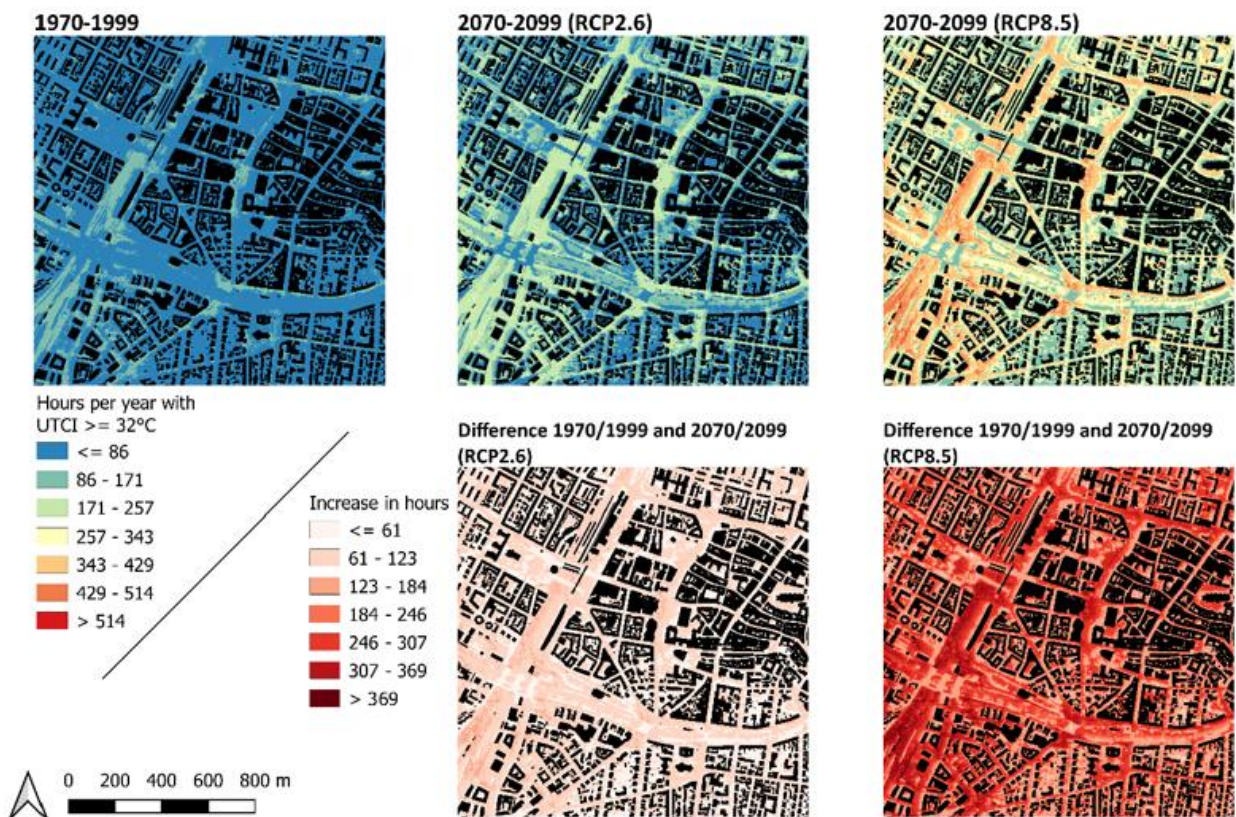 1970-1999
2070-2099 (RCP2.6)
2070-2099 (RCP8.5)
Hours per year with
UTCI >= 32°C
<= 86
86 - 171
171 - 257
257 - 343
343 - 429
429 - 514
> 514
Difference 1970/1999 and 2070/2099
(RCP2.6)
Difference 1970/1999 and 2070/2099
(RCP8.5)
Increase in hours
<= 61
61 - 123
123 - 184
184 - 246
246 - 307
307 - 369
> 369
0 200 400 600 800 m